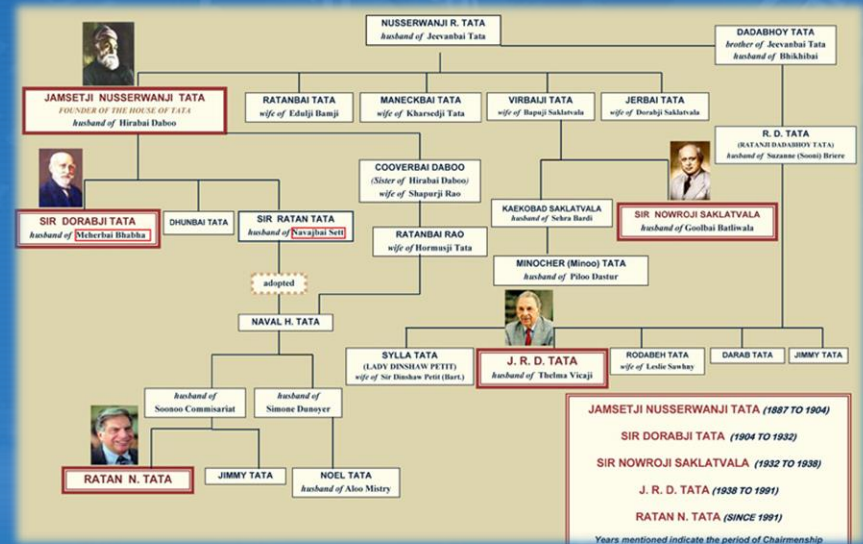 NUSSERWANJI R. TATA
husband of Jeevanbai Tata
DADABHOY TATA
brother of Jeevanbai Tata
husband of Bhikhibai
JAMSETJI NUSSERWANJI TATA
FOUNDER OF THE HOUSE OF TATA
husband of Hirabai Daboo
RATANBAI TATA
wife of Edulji Bamji
MANECKBAI TATA
wife of Kharsedji Tata
VIRBAIJI TATA
wife of Bapuji Saklatvala
JERBAI TATA
wife of Dorabji Saklatvala
R. D. TATA
(RATANJI DADABHOY TATA)
husband of Suzanne (Sooni) Briere
COOVERBAI DABOO
(Sister of Hirabai Daboo)
wife of Shapurji Rao
SIR DORABJI TATA
husband of Meherbai Bhabha
DHUNBAI TATA
SIR RATAN TATA
husband of Navajbai Sett
KAEKOBAD SAKLATVALA
husband of Sehra Bardi
SIR NOWROJI SAKLATVALA
husband of Goolbai Batliwala
RATANBAI RAO
wife of Hormusji Tata
MINOCHER (Minoo) TATA
husband of Piloo Dastur
adopted
NAVAL H. TATA
SYLLA TATA
(LADY DINSHAW PETIT)
wife of Sir Dinshaw Petit (Bart.)
J. R. D. TATA
husband of Thelma Vicaji
RODABEH TATA
wife of Leslie Sawhny
DARAB TATA
JIMMY TATA
husband of
Soonoo Commisariat
husband of
Simone Dunoyer
RATAN N. TATA
JIMMY TATA
NOEL TATA
husband of Aloo Mistry
JAMSETJI NUSSERWANJI TATA (1887 TO 1904)
SIR DORABJI TATA (1904 TO 1932)
SIR NOWROJI SAKLATVALA (1932 TO 1938)
J. R. D. TATA (1938 TO 1991)
RATAN N. TATA (SINCE 1991)
Years mentioned indicate the period of Chairmenship